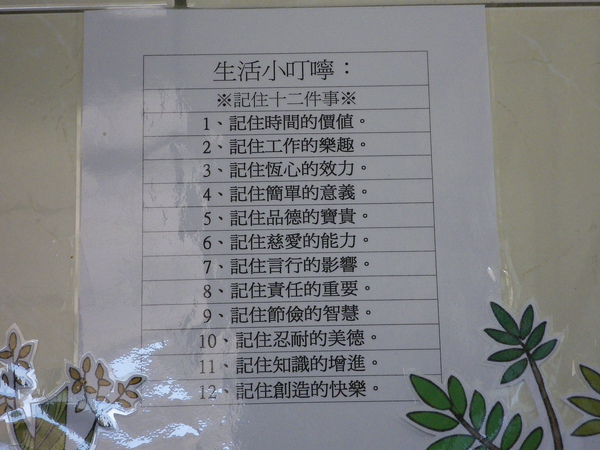 生活小叮嚀：
※記住十二件事※
1、記住時間的價值。
2、記住工作的樂趣。
3、記住恆心的效力。
4、記住簡單的意義。
5、記住品德的寶貴。
6、記住慈愛的能力。
7、記住言行的影響。
8、記住責任的重要。
9、記住節儉的智慧。
10、記住忍耐的美德。
11、記住知識的增進。
12、記住創造的快樂。